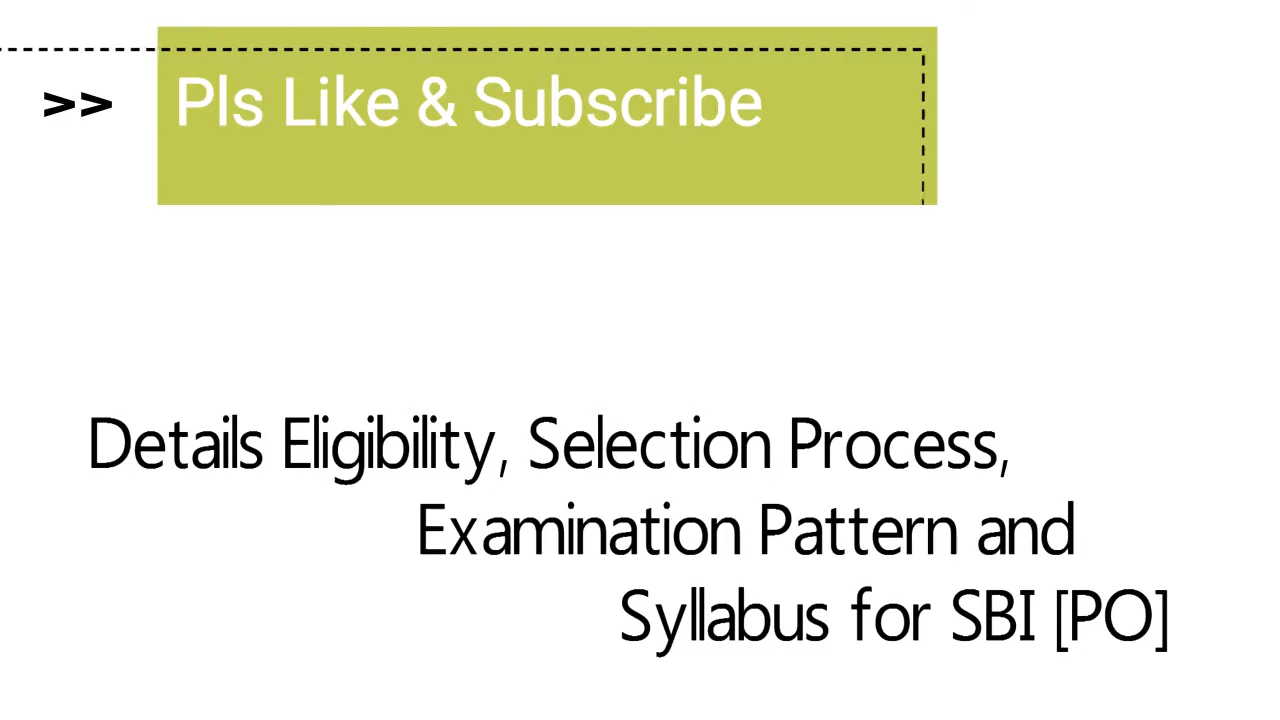 >> Pls Like & Subscribe
Details Eligibility, Selection Process,
Examination Pattern and
Syllabus for SBI [PO]